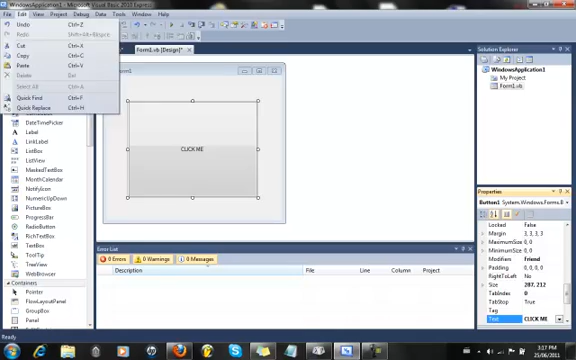 WindowsApplication1 - Microsoft Visual Basic 2010 Express
File Edit View Project Debug Data Tools Window Help
Undo Ctrl+Z
Redo
Cut Ctrl+X
Copy Ctrl+C
Paste Ctrl+V
Delete Del
Select All Ctrl+A
Quick Find Ctrl+F
Quick Replace Ctrl+H
DateTimePicker
Label
LinkLabel
ListBox
ListView
MaskedTextBox
MonthCalendar
NotifyIcon
NumericUpDown
PictureBox
ProgressBar
RadioButton
RichTextBox
TextBox
ToolTip
TreeView
WebBrowser
Containers
Pointer
FlowLayoutPanel
GroupBox
Panel
Form1.vb [Design]*
Form1
CLICK ME
Error List
0 Errors 0 Warnings 0 Messages
Description File Line Column Project
Solution Explorer
WindowsApplication1
My Project
Form1.vb
Properties
Button1 System.Windows.Forms.B
Locked False
Margin 3, 3, 3, 3
MaximumSize 0, 0
MinimumSize 0, 0
Modifiers Friend
Padding 0, 0, 0, 0
RightToLeft No
Size 287, 212
TabIndex 0
TabStop True
Tag
Text CLICK ME
Ready
3:17 PM
25/06/2011